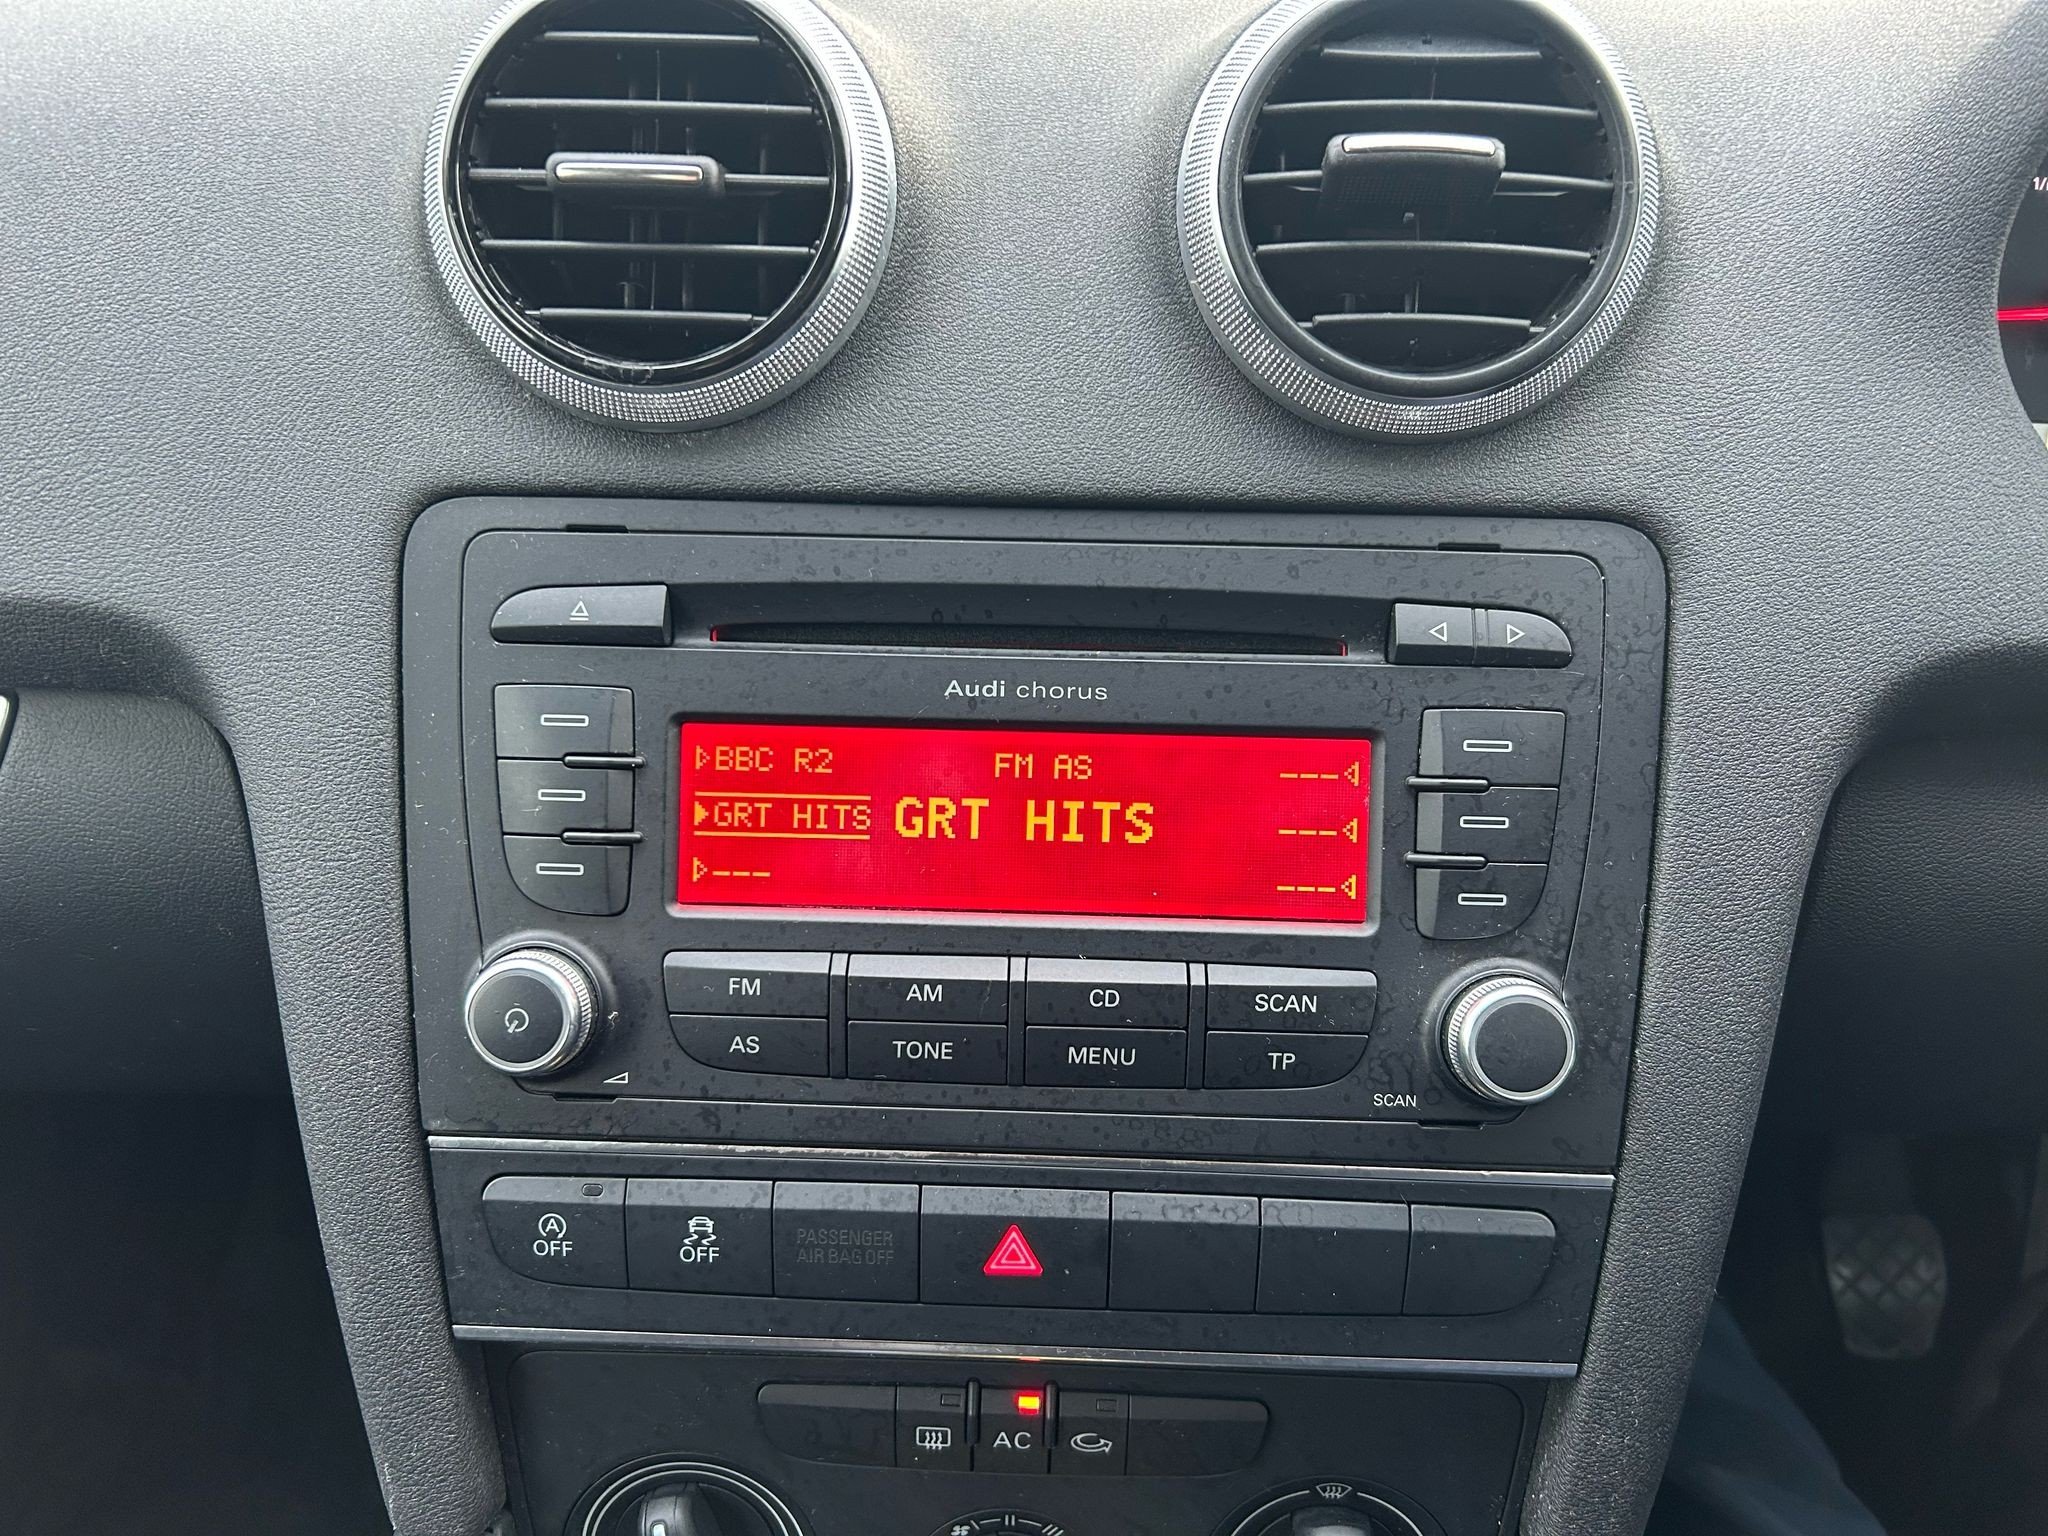 Audi chorus
BBC R2 FM AS ---
GRT HITS GRT HITS ---
--- ---
FM AM CD SCAN
AS TONE MENU TP
SCAN
A
OFF OFF PASSENGER
AIR BAG OFF
AC